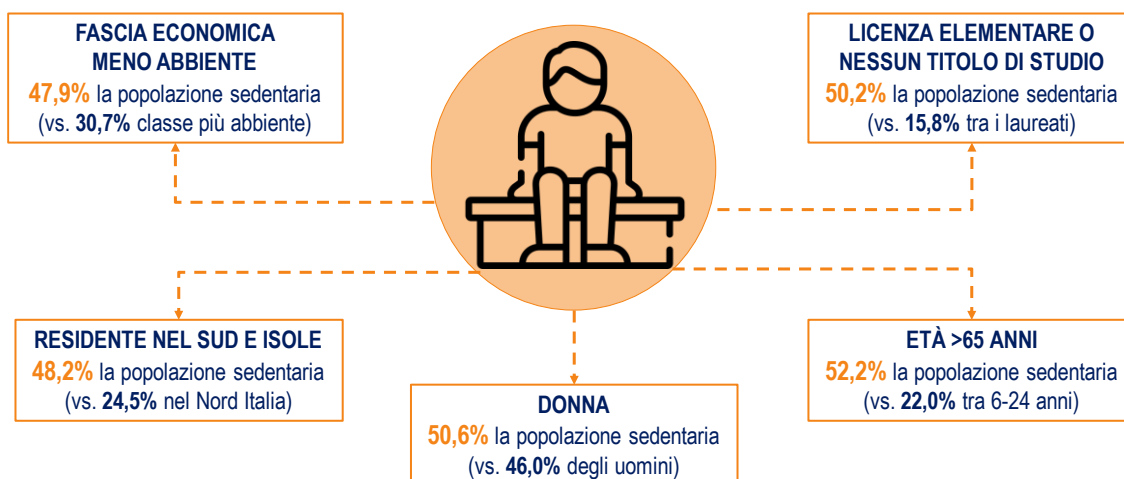 FASCIA ECONOMICA
MENO ABBIENTE
47,9% la popolazione sedentaria
(vs. 30,7% classe più abbiente)
LICENZA ELEMENTARE O
NESSUN TITOLO DI STUDIO
50,2% la popolazione sedentaria
(vs. 15,8% tra i laureati)
RESIDENTE NEL SUD E ISOLE
48,2% la popolazione sedentaria
(vs. 24,5% nel Nord Italia)
DONNA
50,6% la popolazione sedentaria
(vs. 46,0% degli uomini)
ETÀ >65 ANNI
52,2% la popolazione sedentaria
(vs. 22,0% tra 6-24 anni)